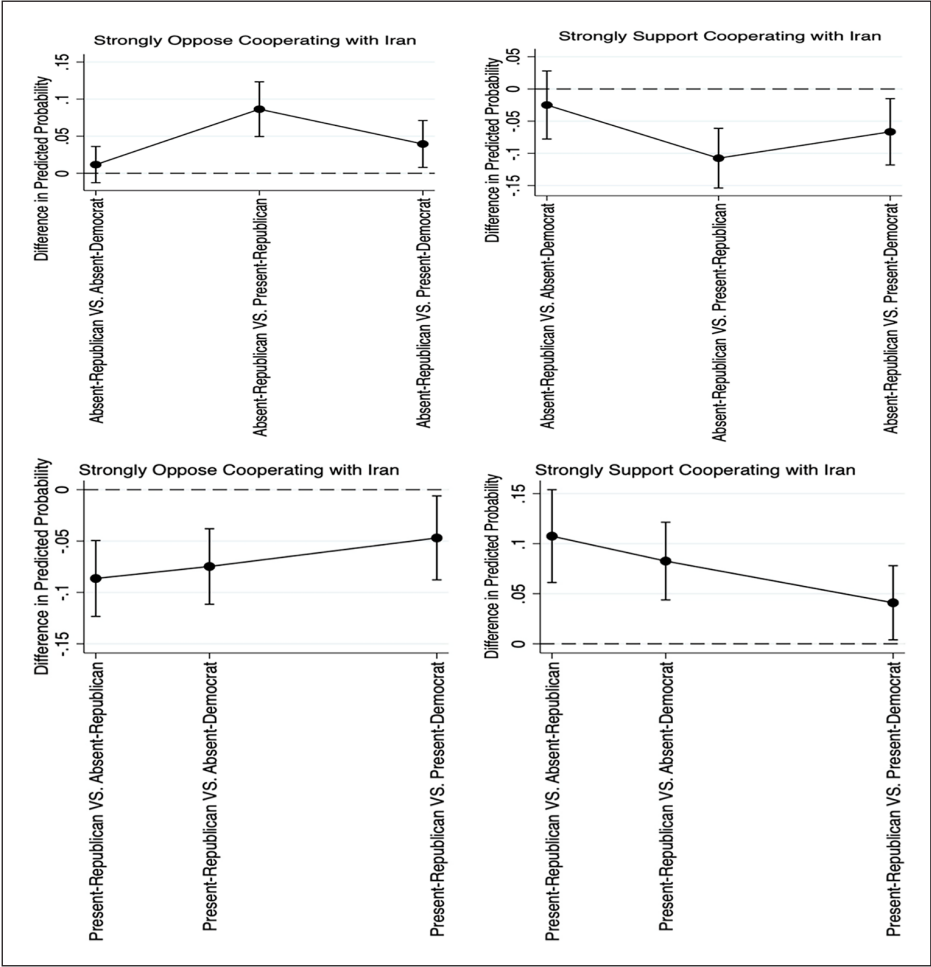 Strongly Oppose Cooperating with Iran
Difference in Predicted Probability
.15
.1
.05
0
Absent-Republican VS. Absent-Democrat
Absent-Republican VS. Present-Republican
Absent-Republican VS. Present-Democrat
Strongly Support Cooperating with Iran
Difference in Predicted Probability
.05
0
-.05
-.1
-.15
Absent-Republican VS. Absent-Democrat
Absent-Republican VS. Present-Republican
Absent-Republican VS. Present-Democrat
Strongly Oppose Cooperating with Iran
Difference in Predicted Probability
0
-.05
-.1
-.15
Present-Republican VS. Absent-Republican
Present-Republican VS. Absent-Democrat
Present-Republican VS. Present-Democrat
Strongly Support Cooperating with Iran
Difference in Predicted Probability
.15
.1
.05
0
Present-Republican VS. Absent-Republican
Present-Republican VS. Absent-Democrat
Present-Republican VS. Present-Democrat